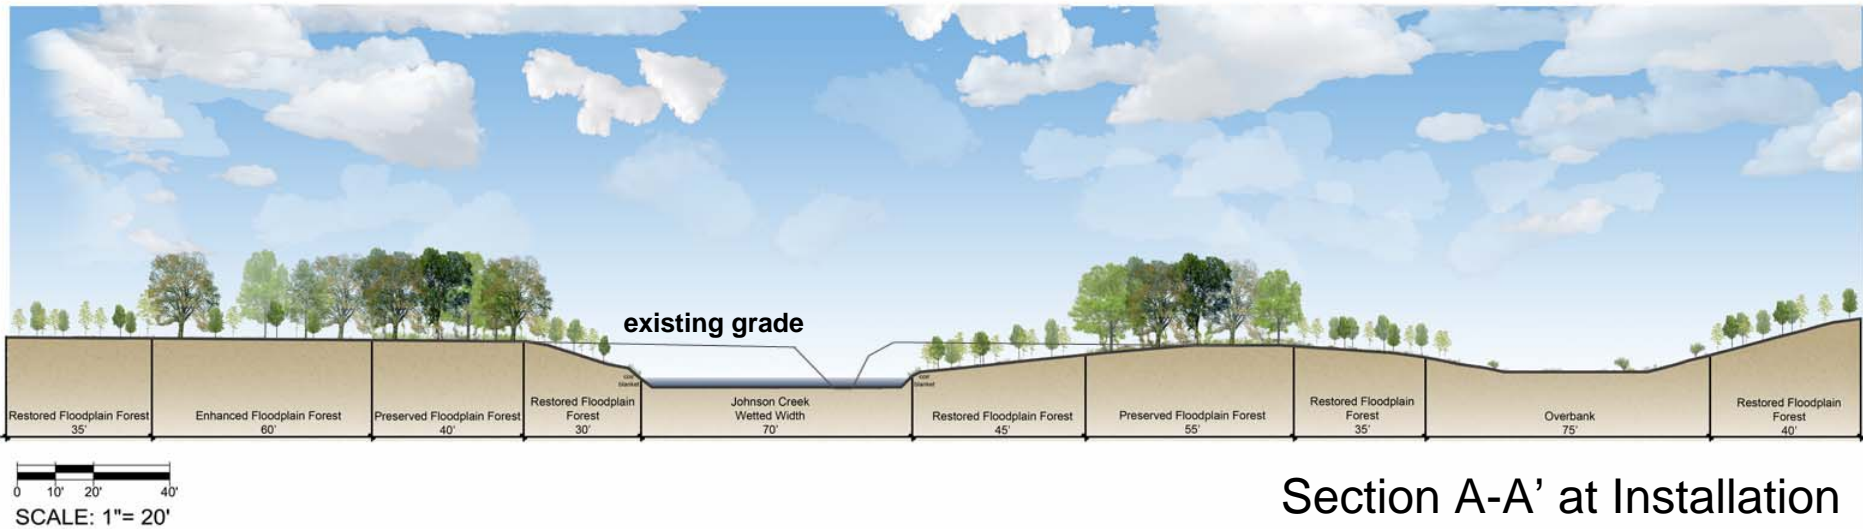 existing grade
coir
blanket
coir
blanket
Restored Floodplain Forest
35'
Enhanced Floodplain Forest
60'
Preserved Floodplain Forest
40'
Restored Floodplain
Forest
30'
Johnson Creek
Wetted Width
70'
Restored Floodplain Forest
45'
Preserved Floodplain Forest
55'
Restored Floodplain
Forest
35'
Overbank
75'
Restored Floodplain
Forest
40'
0 10' 20' 40'
SCALE: 1"= 20'
Section A-A’ at Installation